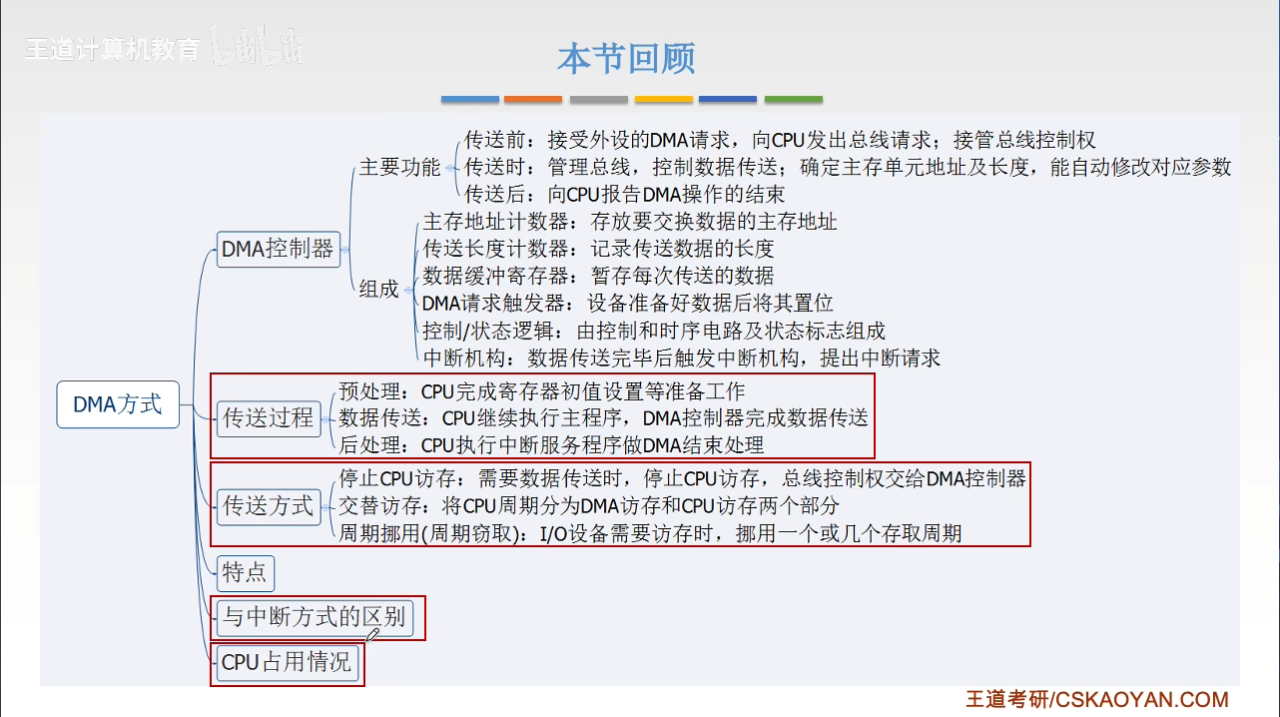 王道计算机教育 bilibili
本节回顾
传送前：接受外设的DMA请求，向CPU发出总线请求；接管总线控制权
主要功能
传送时：管理总线，控制数据传送；确定主存单元地址及长度，能自动修改对应参数
传送后：向CPU报告DMA操作的结束
DMA控制器
主存地址计数器：存放要交换数据的主存地址
传送长度计数器：记录传送数据的长度
数据缓冲寄存器：暂存每次传送的数据
组成
DMA请求触发器：设备准备好数据后将其置位
控制/状态逻辑：由控制和时序电路及状态标志组成
中断机构：数据传送完毕后触发中断机构，提出中断请求
DMA方式
预处理：CPU完成寄存器初值设置等准备工作
传送过程
数据传送：CPU继续执行主程序，DMA控制器完成数据传送
后处理：CPU执行中断服务程序做DMA结束处理
停止CPU访存：需要数据传送时，停止CPU访存，总线控制权交给DMA控制器
传送方式
交替访存：将CPU周期分为DMA访存和CPU访存两个部分
周期挪用(周期窃取)：I/O设备需要访存时，挪用一个或几个存取周期
特点
与中断方式的区别
CPU占用情况
王道考研/CSKAOYAN.COM